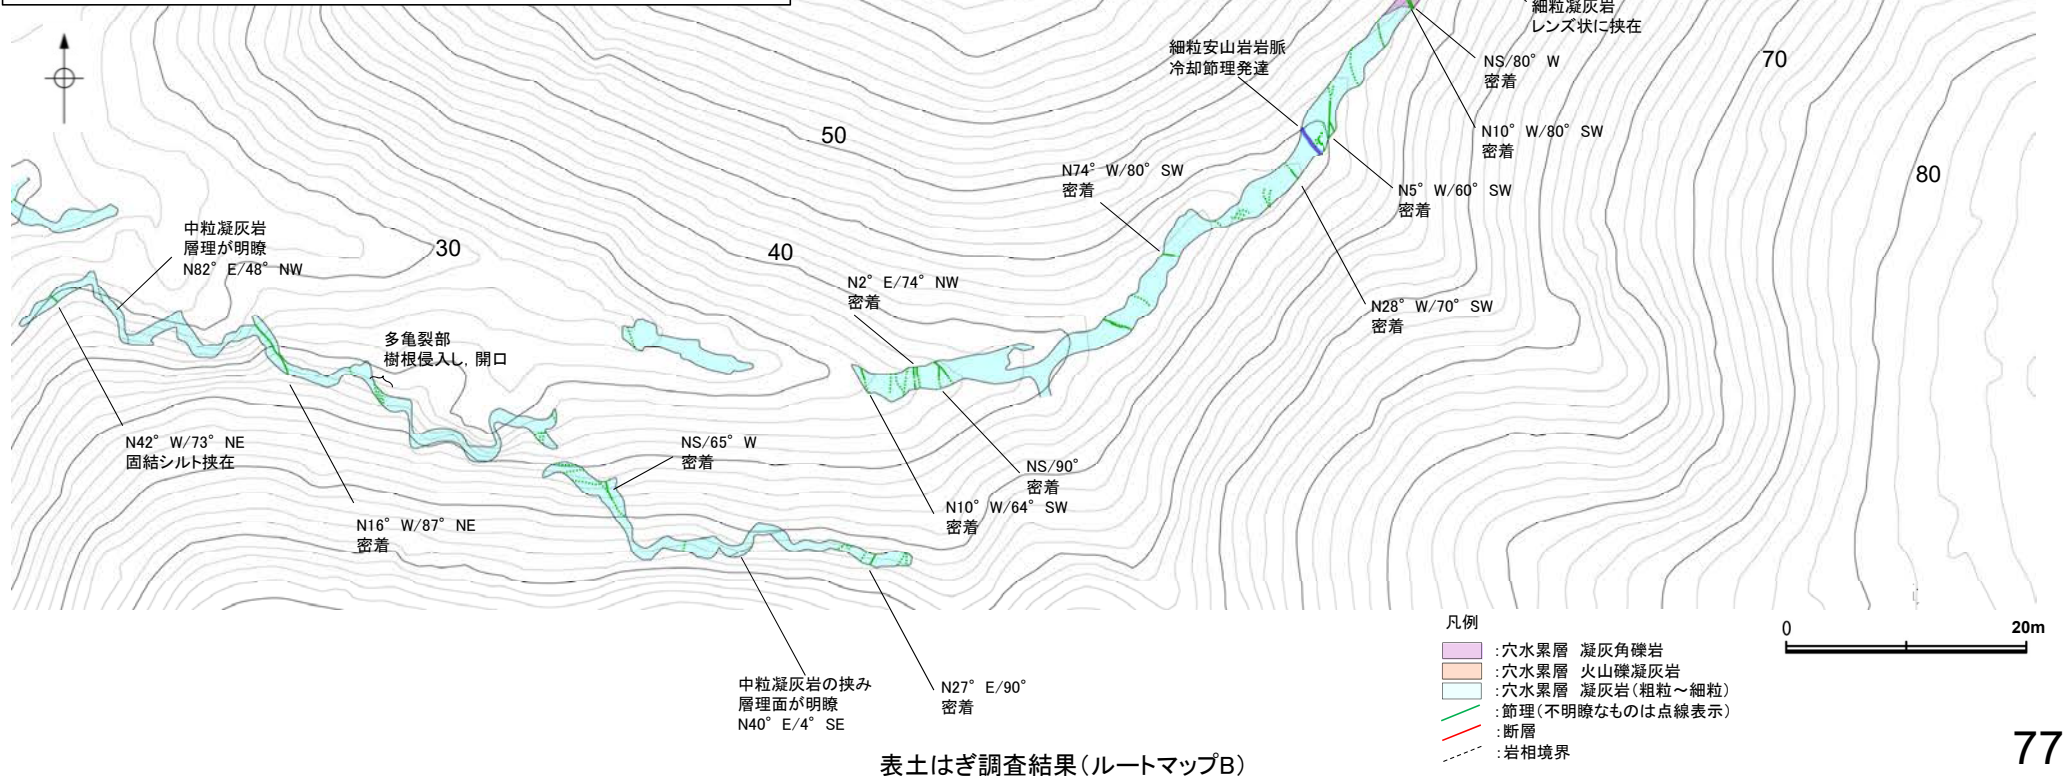 細粒凝灰岩
レンズ状に挟在
細粒安山岩岩脈
冷却節理発達
NS/80° W
密着
70
50
N10° W/80° SW
密着
N74° W/80° SW
密着
80
N5° W/60° SW
密着
中粒凝灰岩
層理が明瞭
N82° E/48° NW
30
40
N2° E/74° NW
密着
N28° W/70° SW
密着
多亀裂部
樹根侵入し, 開口
N42° W/73° NE
固結シルト挟在
NS/65° W
密着
NS/90°
密着
N10° W/64° SW
密着
N16° W/87° NE
密着
中粒凝灰岩の挟み
層理面が明瞭
N40° E/4° SE
N27° E/90°
密着
凡例
:穴水累層 凝灰角礫岩
:穴水累層 火山礫凝灰岩
:穴水累層 凝灰岩(粗粒~細粒)
:節理(不明瞭なものは点線表示)
:断層
:岩相境界
0 20m
表土はぎ調査結果(ルートマップB)
77